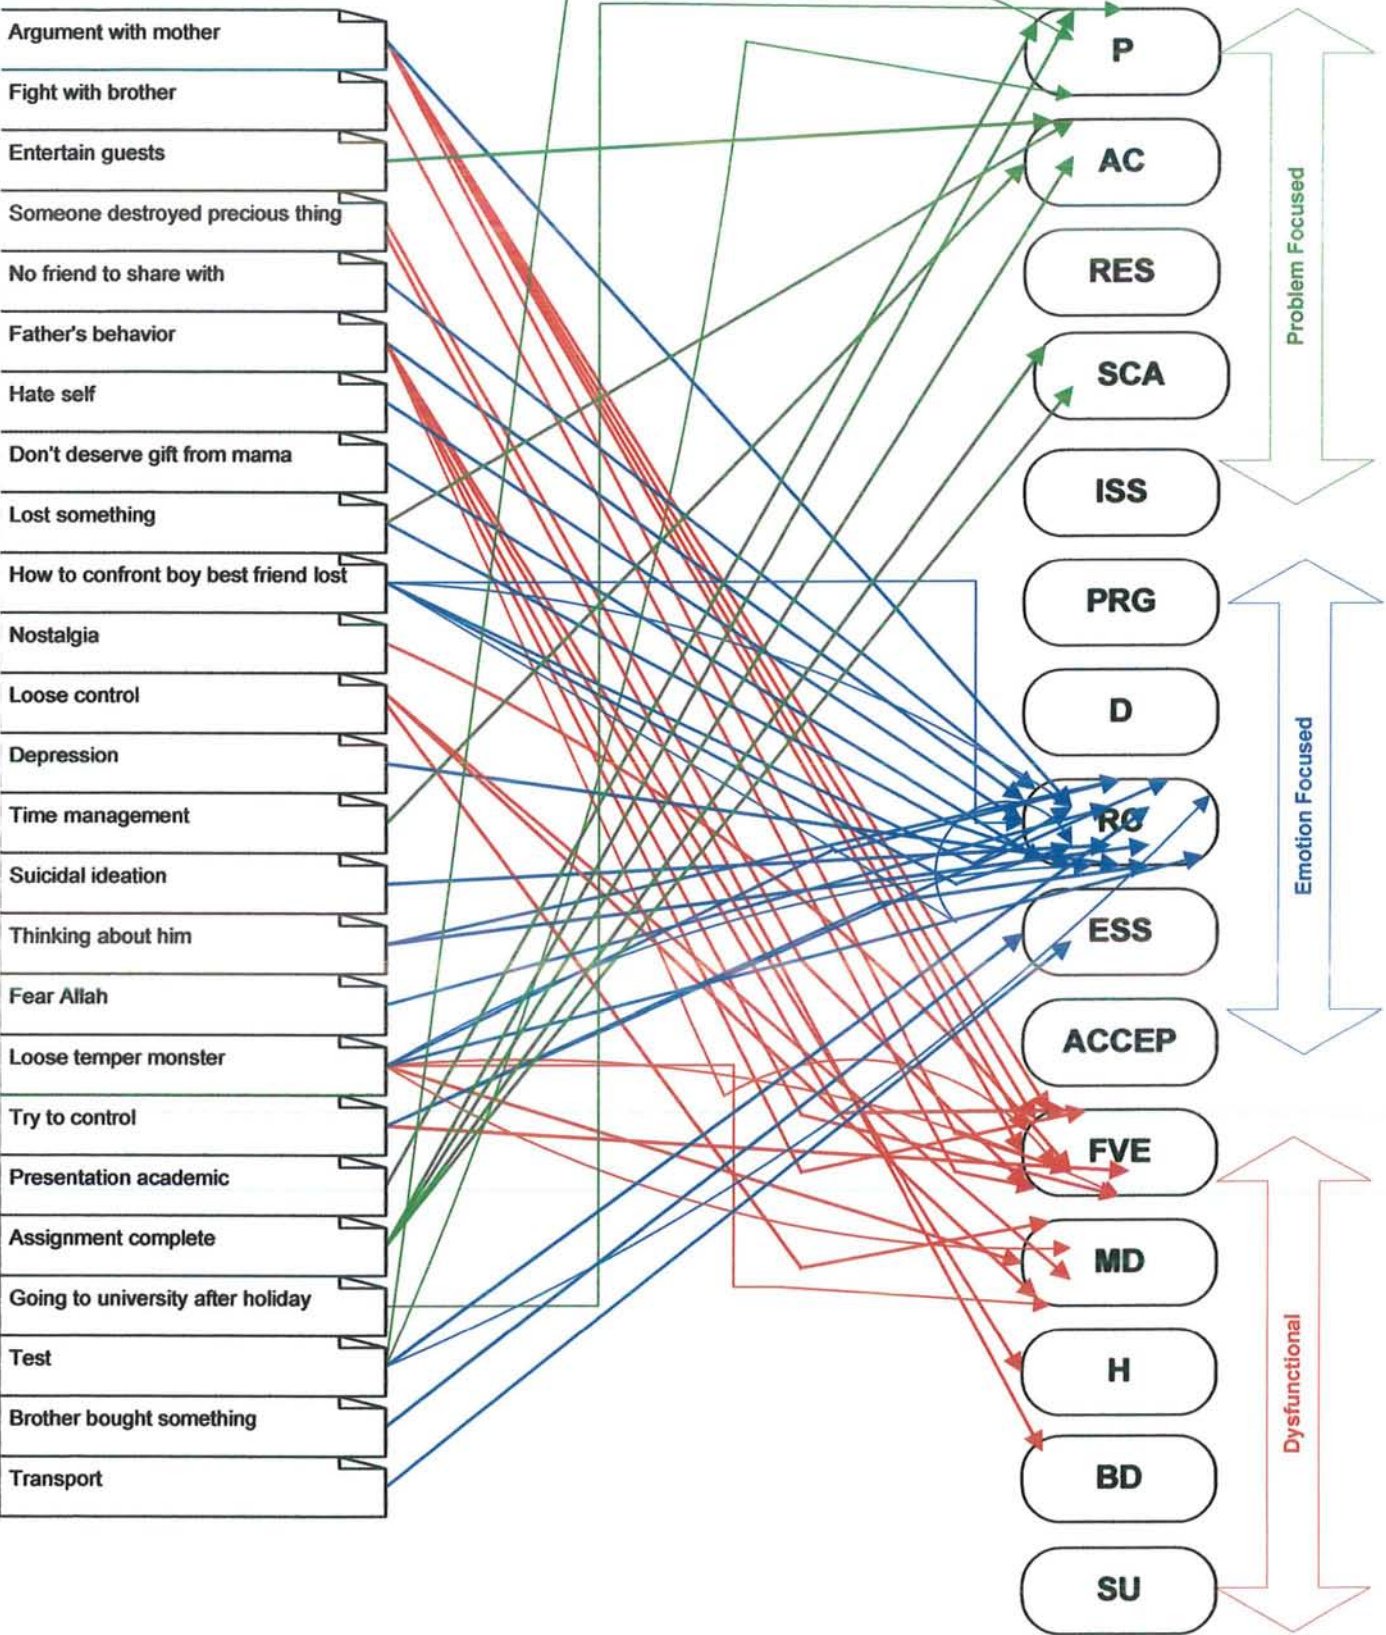 Argument with mother
Fight with brother
Entertain guests
Someone destroyed precious thing
No friend to share with
Father's behavior
Hate self
Don't deserve gift from mama
Lost something
How to confront boy best friend lost
Nostalgia
Loose control
Depression
Time management
Suicidal ideation
Thinking about him
Fear Allah
Loose temper monster
Try to control
Presentation academic
Assignment complete
Going to university after holiday
Test
Brother bought something
Transport
P
AC
RES
SCA
ISS
PRG
D
ESS
ACCEP
FVE
MD
H
BD
SU
Problem Focused
Emotion Focused
Dysfunctional